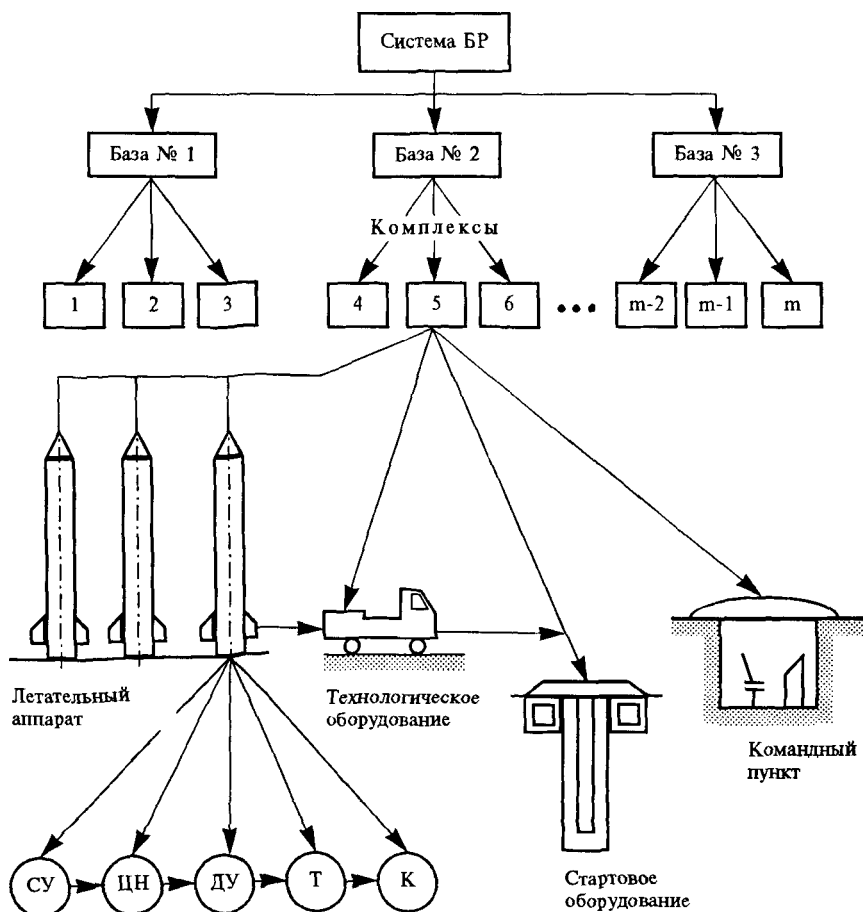 Система БР
База № 1
База № 2
База № 3
Комплексы
1
2
3
4
5
6
...
m-2
m-1
m
Летательный
аппарат
Технологическое
оборудование
Командный
пункт
Стартовое
оборудование
СУ
ЦН
ДУ
Т
К